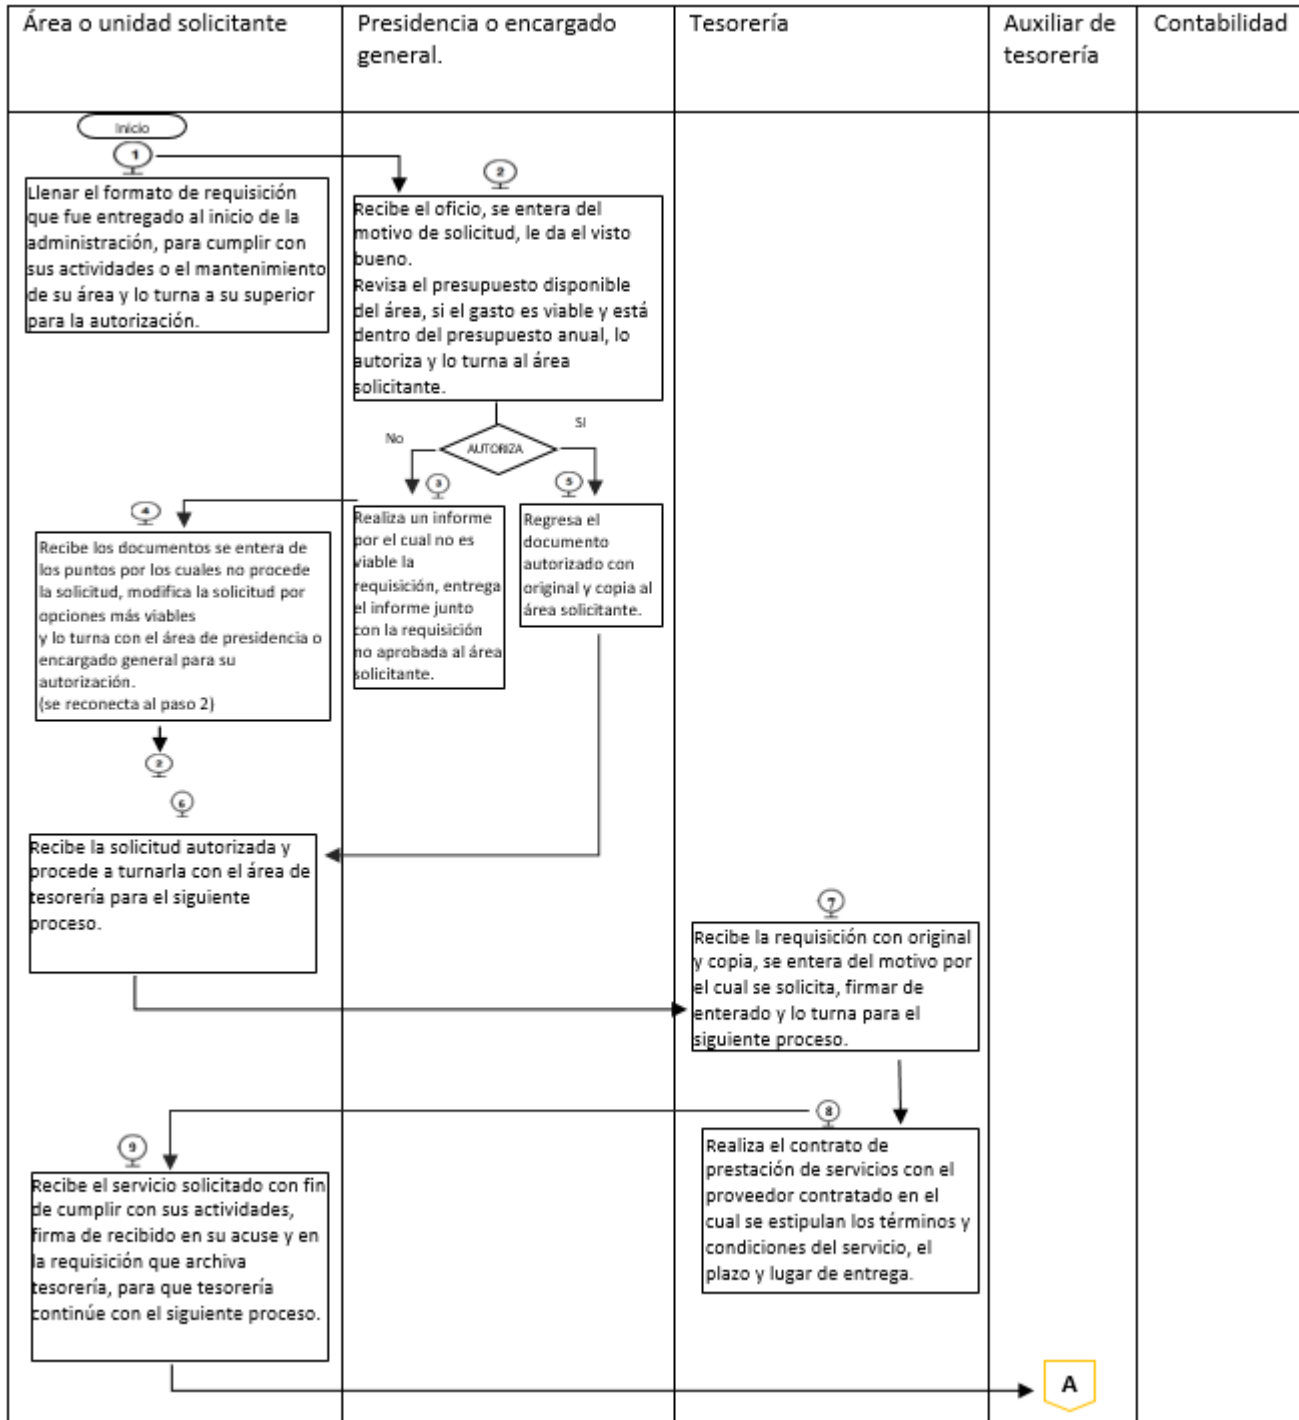 Área o unidad solicitante
Presidencia o encargado
general.
Tesorería
Auxiliar de
tesorería
Contabilidad
Inicio
1
Llenar el formato de requisición
que fue entregado al inicio de la
administración, para cumplir con
sus actividades o el mantenimiento
de su área y lo turna a su superior
para la autorización.
2
Recibe el oficio, se entera del
motivo de solicitud, le da el visto
bueno.
Revisa el presupuesto disponible
del área, si el gasto es viable y está
dentro del presupuesto anual, lo
autoriza y lo turna al área
solicitante.
No
AUTORIZA
SI
3
Realiza un informe
por el cual no es
viable la
requisición, entrega
el informe junto
con la requisición
no aprobada al área
solicitante.
5
Regresa el
documento
autorizado con
original y copia al
área solicitante.
4
Recibe los documentos se entera de
los puntos por los cuales no procede
la solicitud, modifica la solicitud por
opciones más viables
y lo turna con el área de presidencia o
encargado general para su
autorización.
(se reconecta al paso 2)
2
6
Recibe la solicitud autorizada y
procede a turnarla con el área de
tesorería para el siguiente
proceso.
7
Recibe la requisición con original
y copia, se entera del motivo por
el cual se solicita, firmar de
enterado y lo turna para el
siguiente proceso.
8
Realiza el contrato de
prestación de servicios con el
proveedor contratado en el
cual se estipulan los términos y
condiciones del servicio, el
plazo y lugar de entrega.
9
Recibe el servicio solicitado con fin
de cumplir con sus actividades,
firma de recibido en su acuse y en
la requisición que archiva
tesorería, para que tesorería
continúe con el siguiente proceso.
A